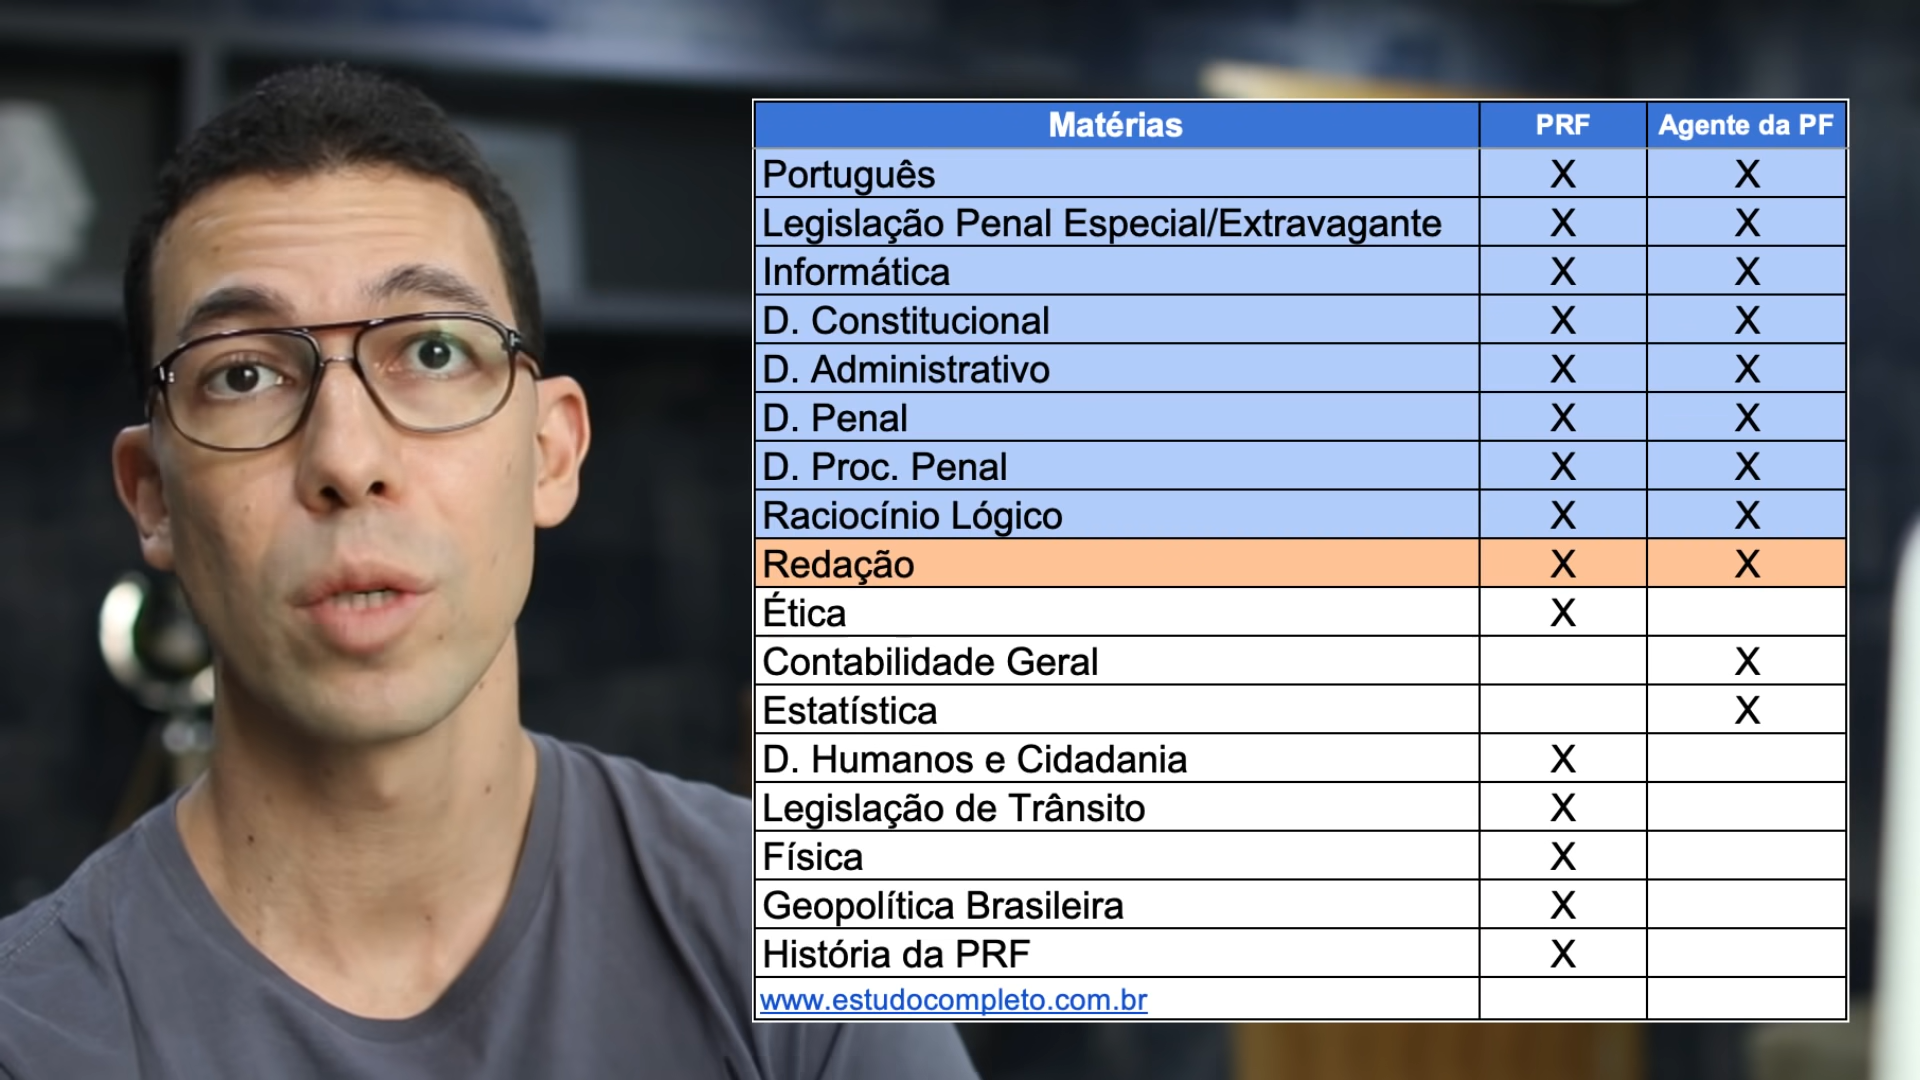 Matérias PRF Agente da PF
Português X X
Legislação Penal Especial/Extravagante X X
Informática X X
D. Constitucional X X
D. Administrativo X X
D. Penal X X
D. Proc. Penal X X
Raciocínio Lógico X X
Redação X X
Ética X
Contabilidade Geral X
Estatística X
D. Humanos e Cidadania X
Legislação de Trânsito X
Física X
Geopolítica Brasileira X
História da PRF X
www.estudocompleto.com.br